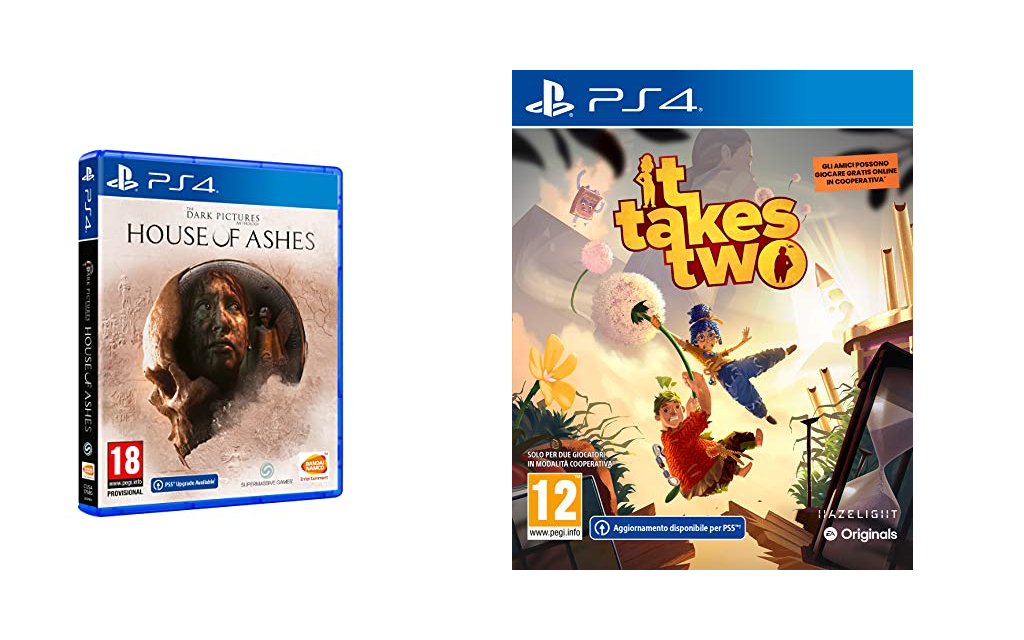 PS4
PS4
THE
DARK PICTURES
ANTHOLOGY
HOUSE OF ASHES
DARK PICTURES
HOUSE OF ASHES
18
www.pegi.info
PROVISIONAL
PS5 Upgrade Available
SUPERMASSIVE GAMES
BANDAI
NAMCO
Entertainment
PS4
it
takes
two
GLI AMICI POSSONO
GIOCARE GRATIS ONLINE
IN COOPERATIVA*
SOLO PER DUE GIOCATORI
IN MODALITÀ COOPERATIVA
12
www.pegi.info
Aggiornamento disponibile per PS5™
HAZELIGHT
EA Originals